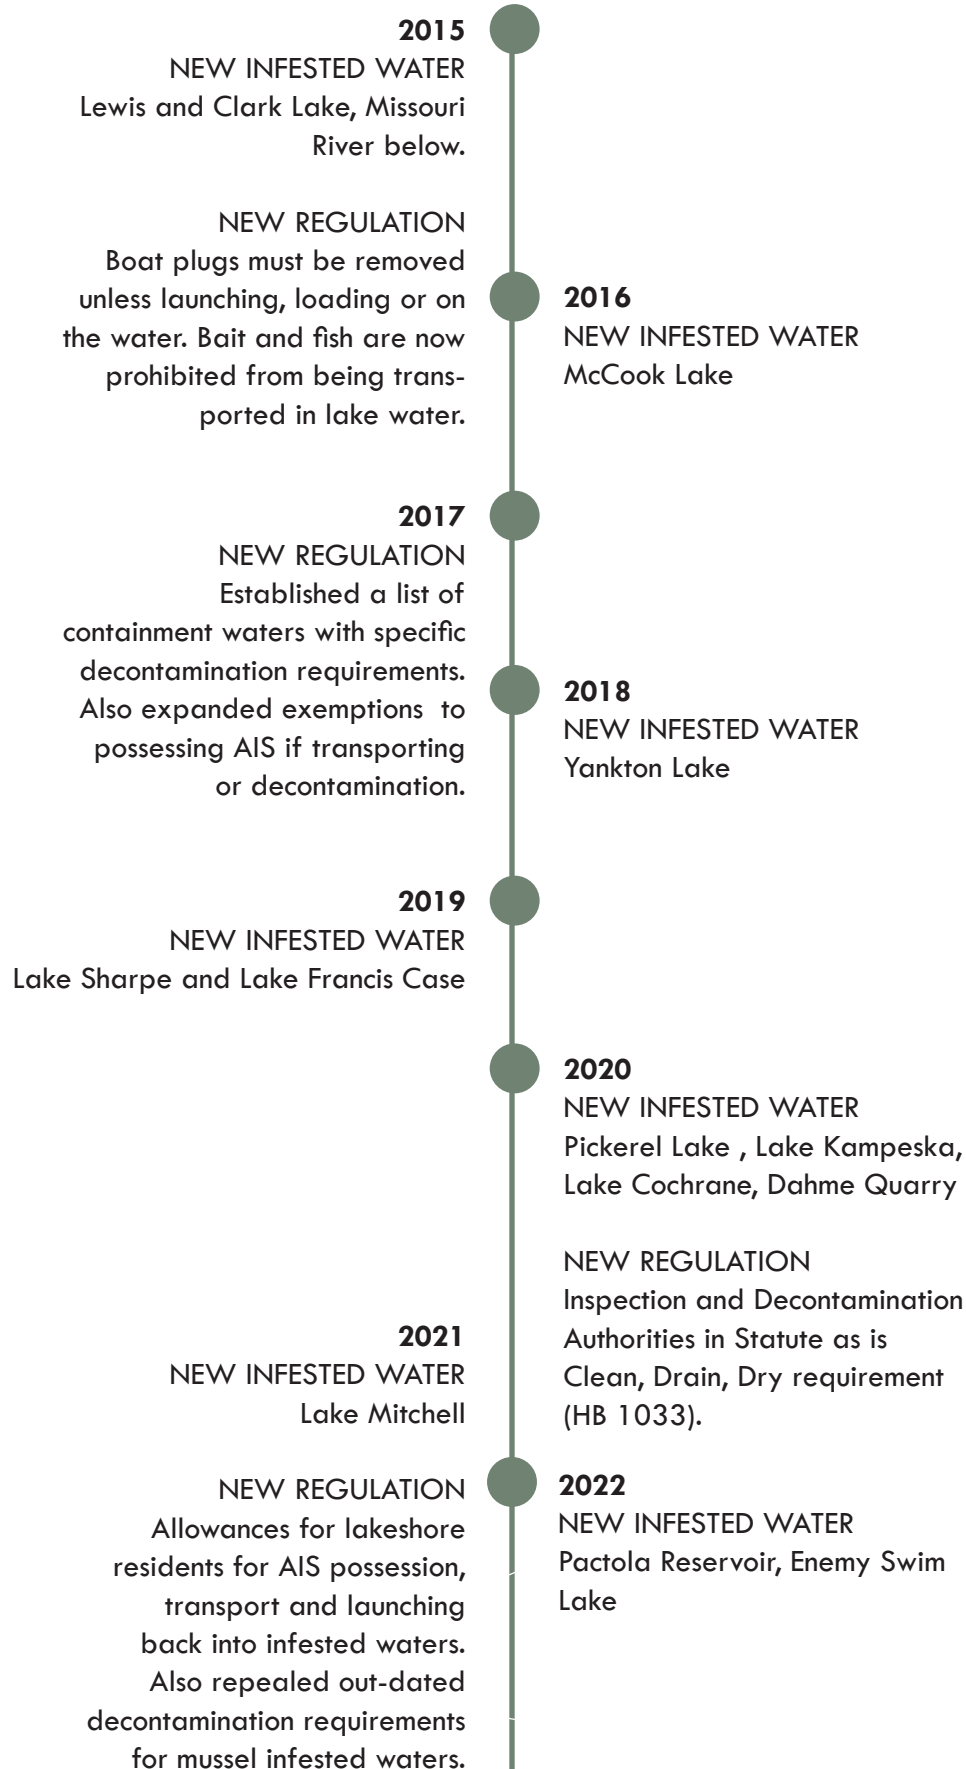 2015
NEW INFESTED WATER
Lewis and Clark Lake, Missouri
River below.
NEW REGULATION
Boat plugs must be removed
unless launching, loading or on
the water. Bait and fish are now
prohibited from being trans-
ported in lake water.
2016
NEW INFESTED WATER
McCook Lake
2017
NEW REGULATION
Established a list of
containment waters with specific
decontamination requirements.
Also expanded exemptions  to
possessing AIS if transporting
or decontamination.
2018
NEW INFESTED WATER
Yankton Lake
2019
NEW INFESTED WATER
Lake Sharpe and Lake Francis Case
2020
NEW INFESTED WATER
Pickerel Lake , Lake Kampeska,
Lake Cochrane, Dahme Quarry
NEW REGULATION
Inspection and Decontamination
Authorities in Statute as is
Clean, Drain, Dry requirement
(HB 1033).
2021
NEW INFESTED WATER
Lake Mitchell
NEW REGULATION
Allowances for lakeshore
residents for AIS possession,
transport and launching
back into infested waters.
Also repealed out-dated
decontamination requirements
for mussel infested waters.
2022
NEW INFESTED WATER
Pactola Reservoir, Enemy Swim
Lake